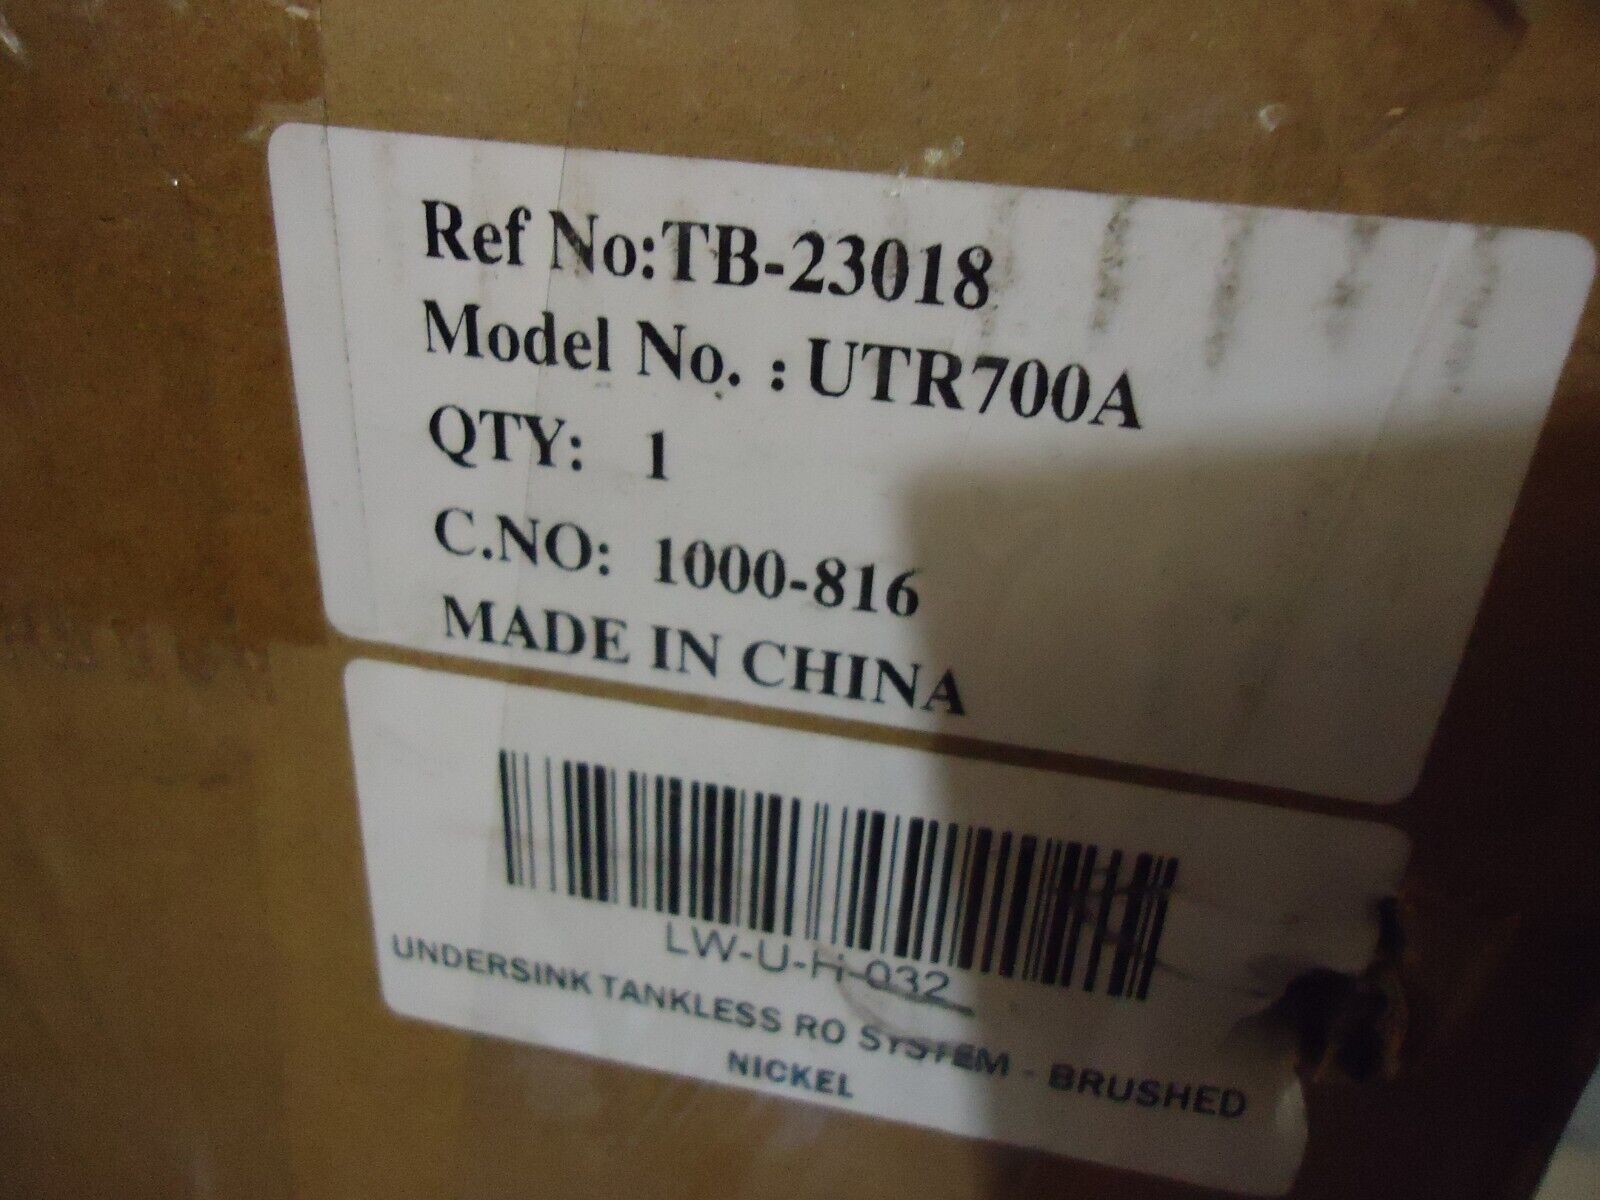 Ref No:TB-23018
Model No. : UTR700A
QTY: 1
C.NO: 1000-816
MADE IN CHINA
LW-U-H-032
UNDERSINK TANKLESS RO SYSTEM - BRUSHED
NICKEL